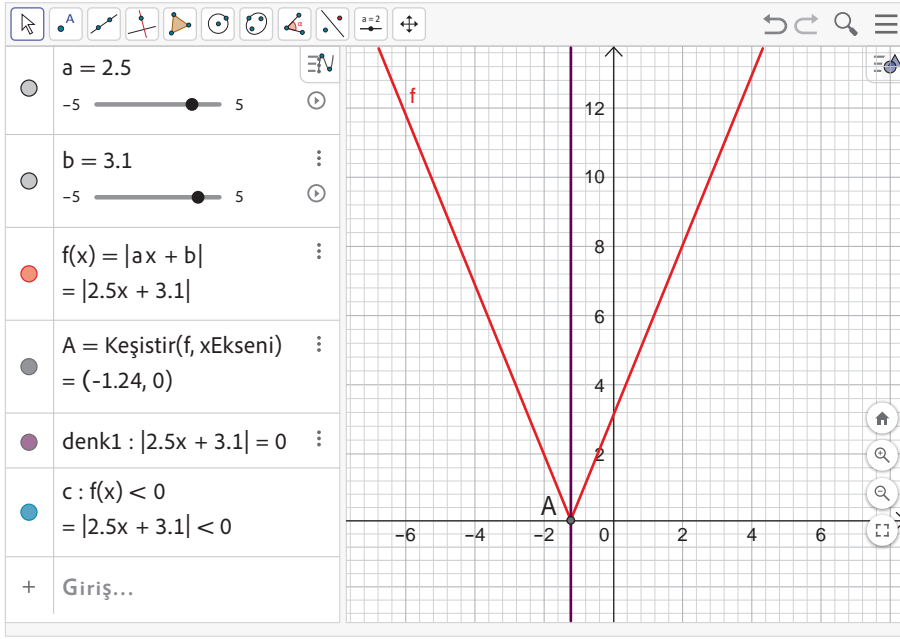 A
α
a = 2
a = 2.5
-5
5
b = 3.1
-5
5
f(x) = |ax + b|
= |2.5x + 3.1|
A = Keşistir(f, xEkseni)
= (-1.24, 0)
denk1 : |2.5x + 3.1| = 0
c : f(x) < 0
= |2.5x + 3.1| < 0
+ Giriş...
f
12
10
8
6
4
2
A
−6 −4 −2 0 2 4 6